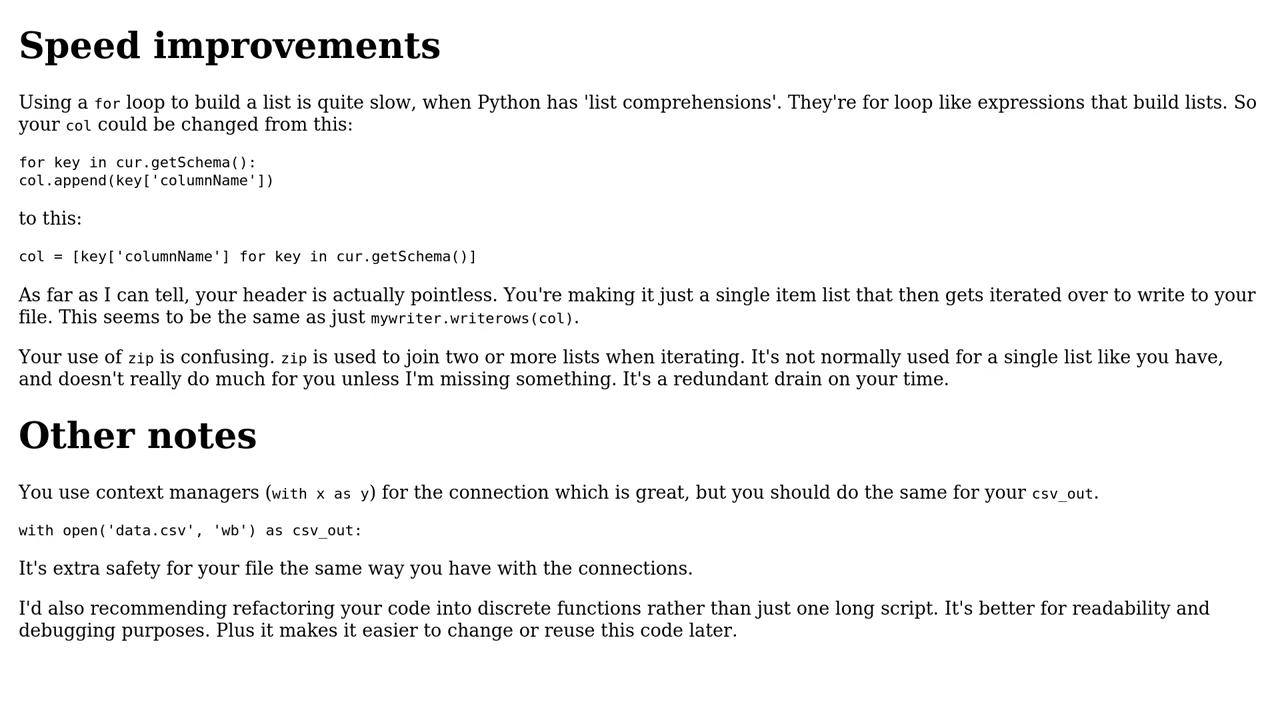 Speed improvements
Using a for loop to build a list is quite slow, when Python has 'list comprehensions'. They're for loop like expressions that build lists. So
your col could be changed from this:
for key in cur.getSchema():
col.append(key['columnName'])
to this:
col = [key['columnName'] for key in cur.getSchema()]
As far as I can tell, your header is actually pointless. You're making it just a single item list that then gets iterated over to write to your
file. This seems to be the same as just mywriter.writerows(col).
Your use of zip is confusing. zip is used to join two or more lists when iterating. It's not normally used for a single list like you have,
and doesn't really do much for you unless I'm missing something. It's a redundant drain on your time.
Other notes
You use context managers (with x as y) for the connection which is great, but you should do the same for your csv_out.
with open('data.csv', 'wb') as csv_out:
It's extra safety for your file the same way you have with the connections.
I'd also recommending refactoring your code into discrete functions rather than just one long script. It's better for readability and
debugging purposes. Plus it makes it easier to change or reuse this code later.